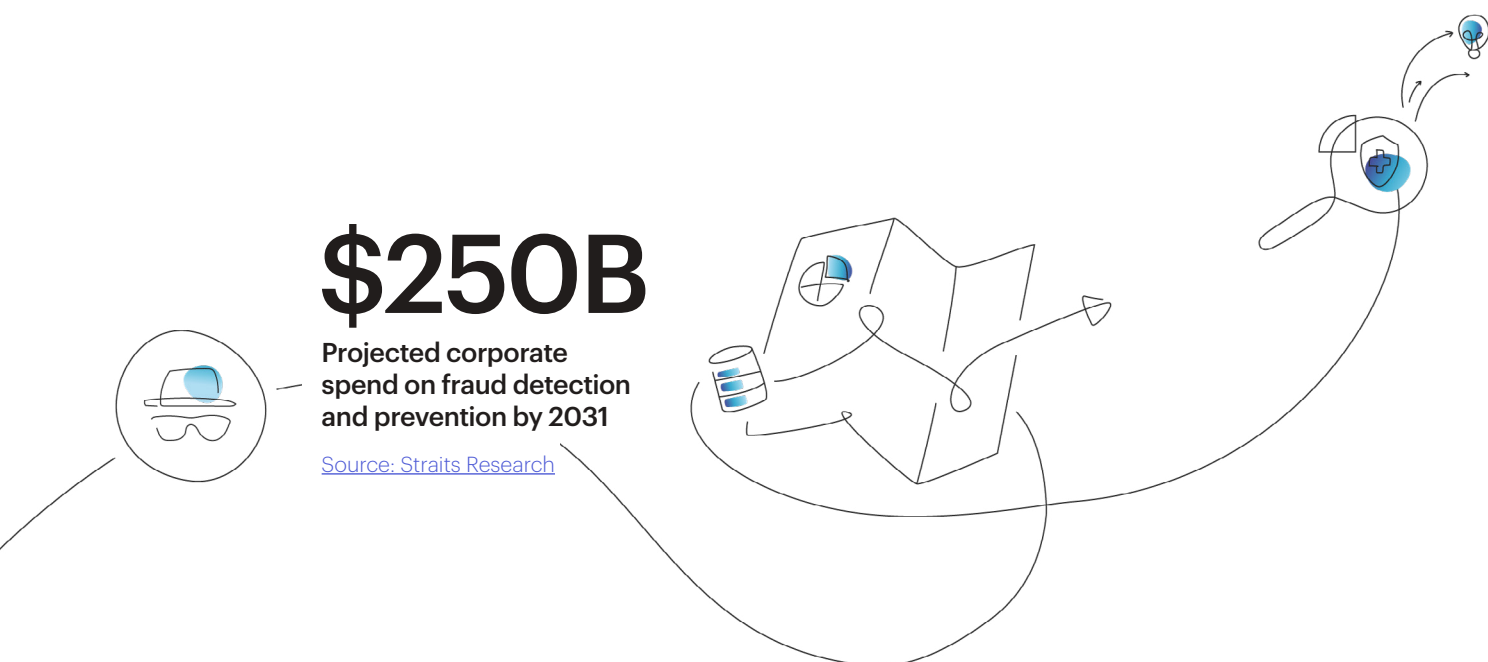 $250B
Projected corporate
spend on fraud detection
and prevention by 2031
Source: Straits Research